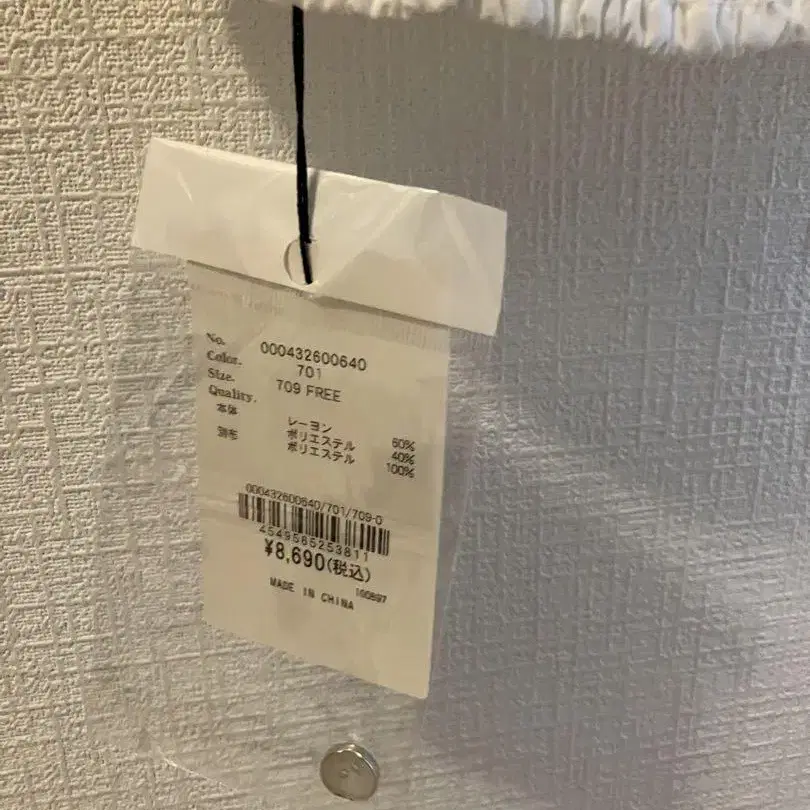 No. 000432600640
Color. 701
Size. 709 FREE
Quality.
本体 レーヨン 60%
ポリエステル 40%
別布 ポリエステル 100%
000432600640/701/709-0
4549565253811
¥8,690(税込)
MADE IN CHINA 100897